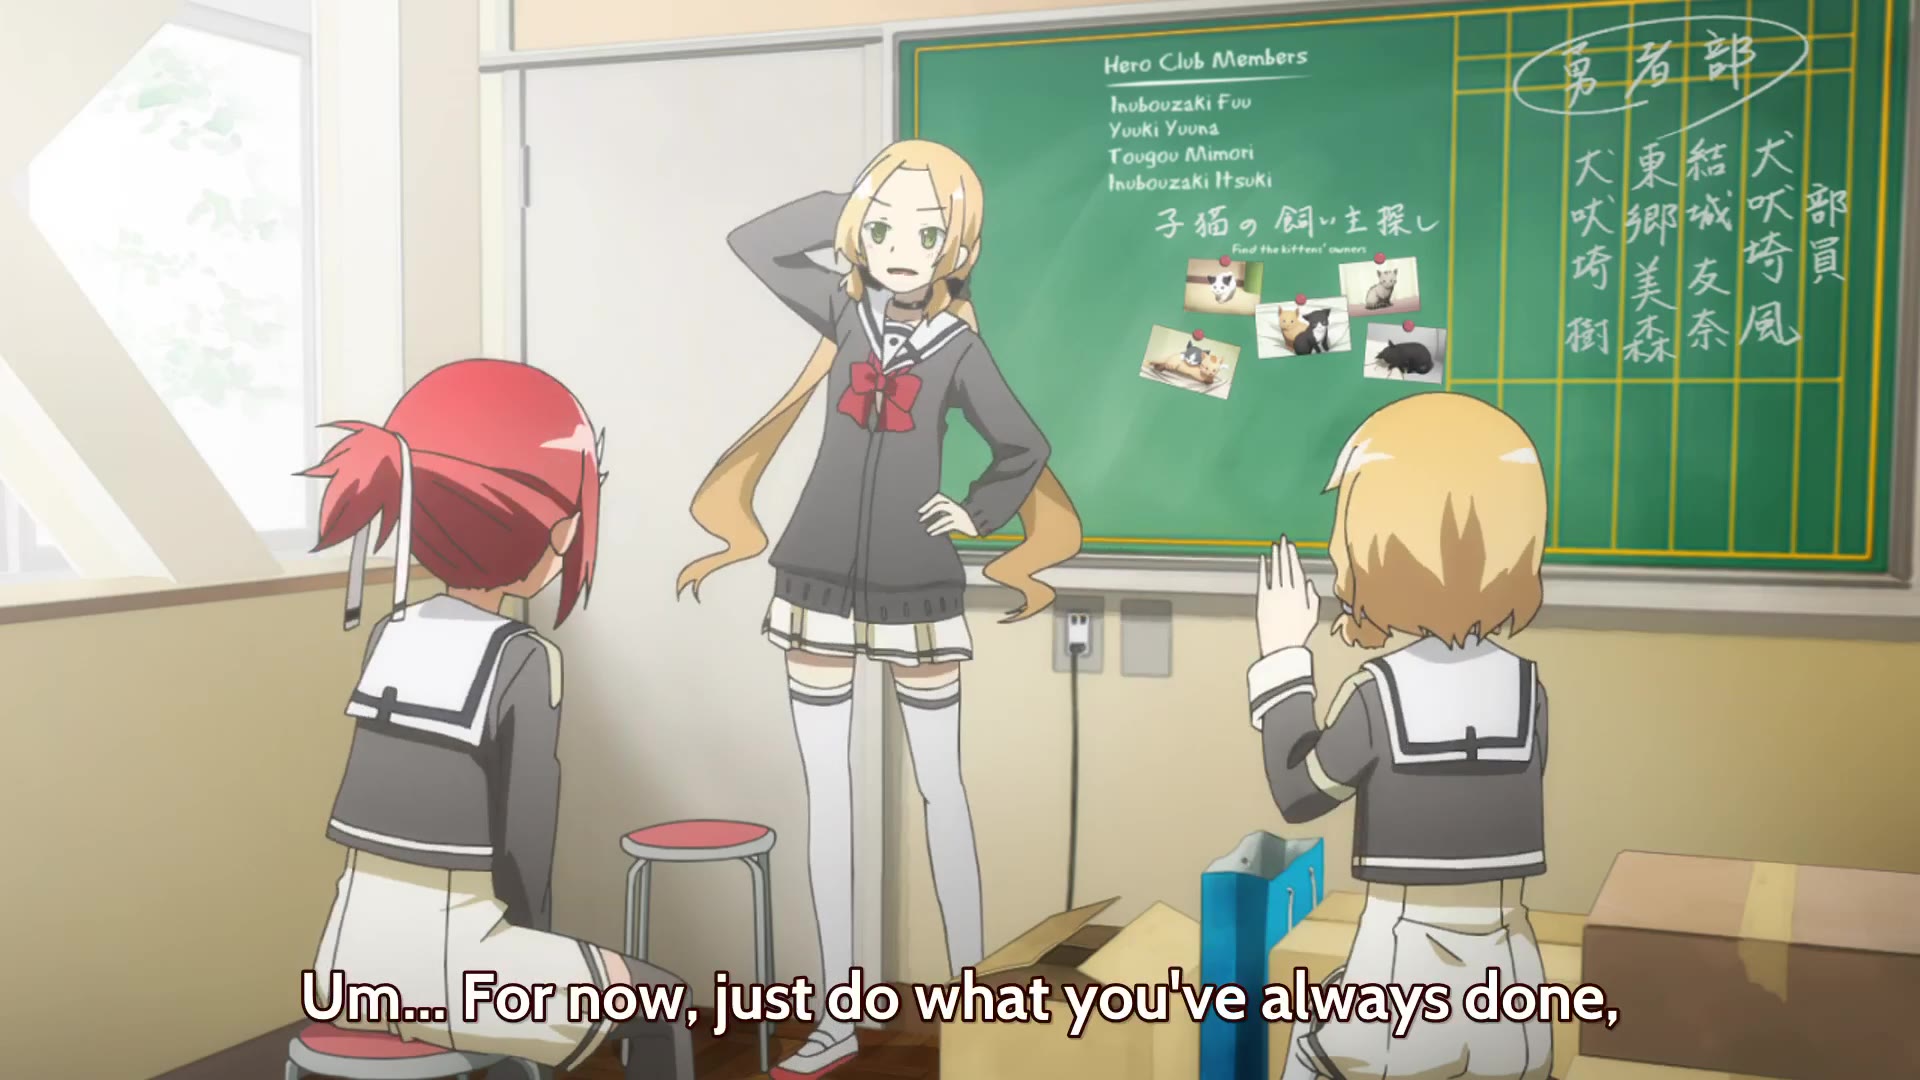 Hero Club Members
Inubouzaki Fuu
Yuuki Yuuna
Tougou Mimori
Inubouzaki Itsuki
子猫の飼い主探し
Find the kittens' owners
勇者部
部員
犬吠埼 風
結城 友奈
東郷 美森
犬吠埼 樹
Um... For now, just do what you've always done,